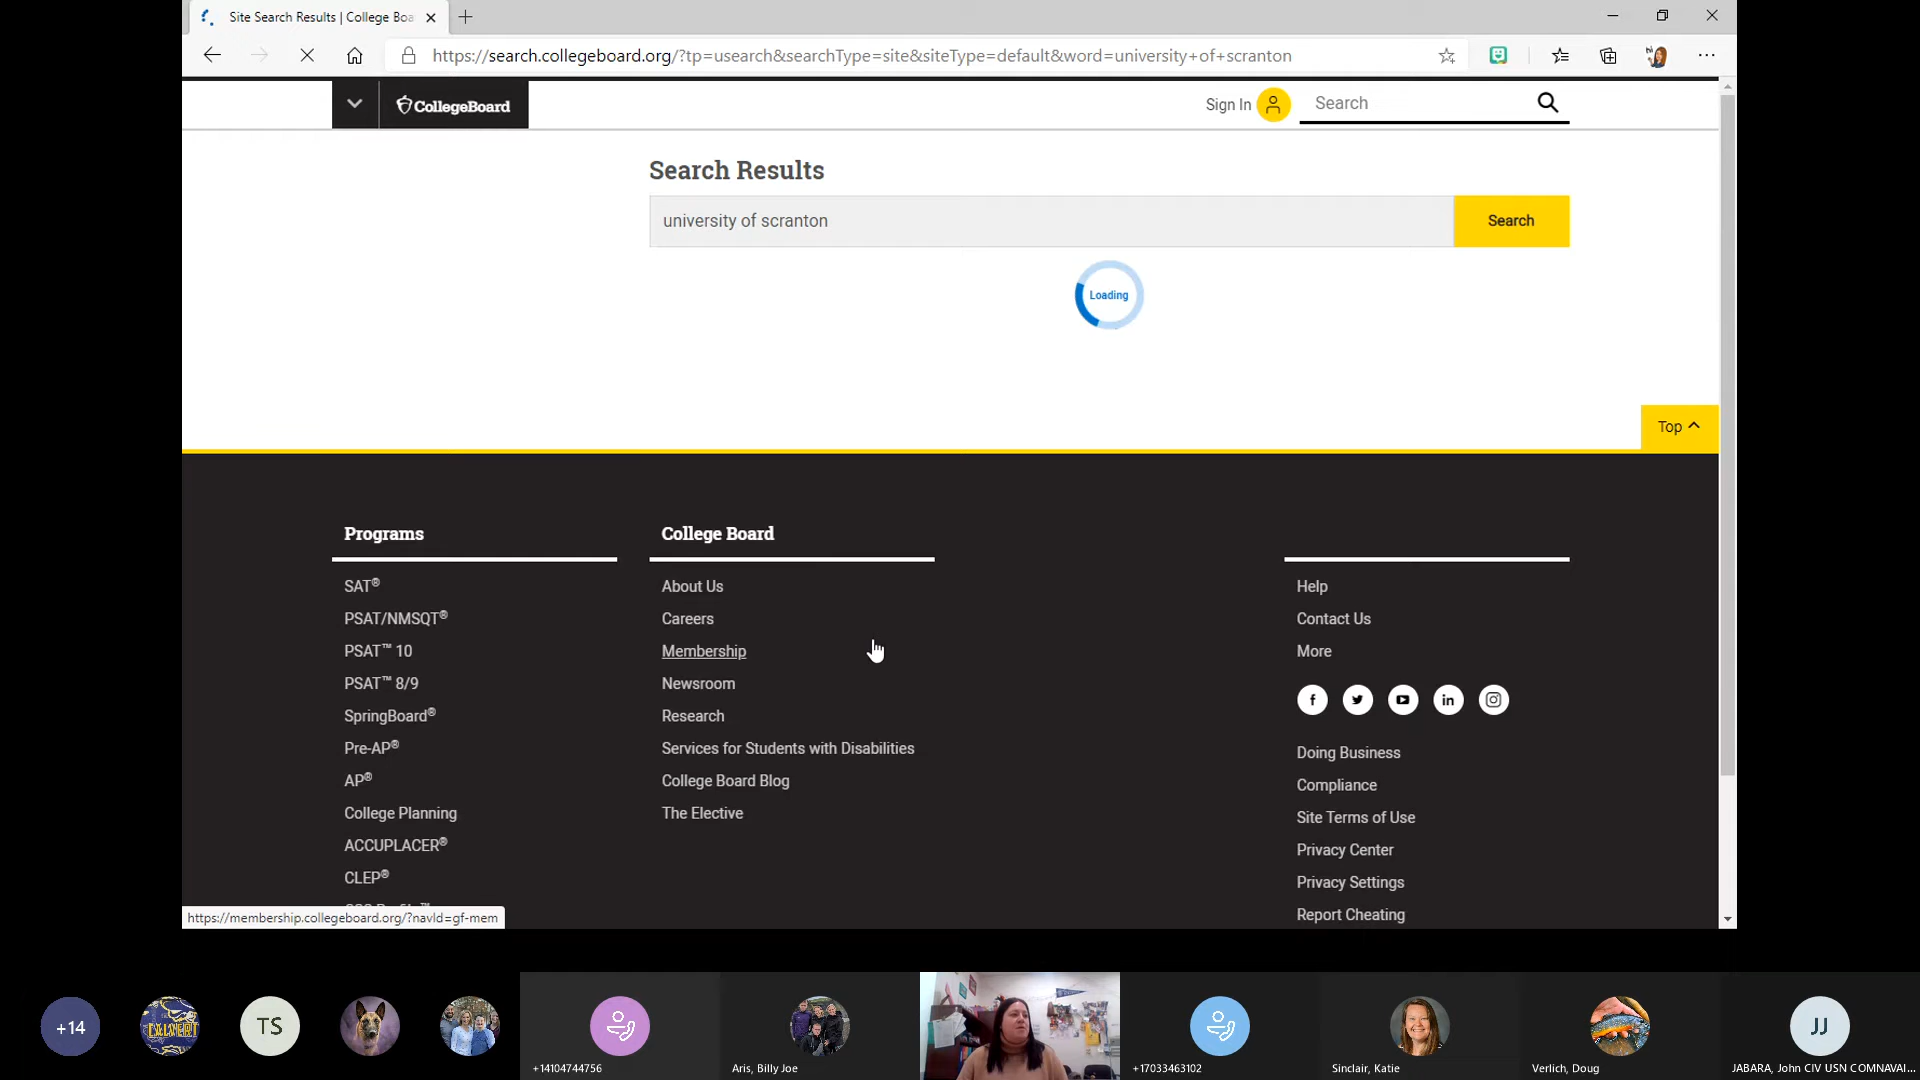 Site Search Results | College Boa
https://search.collegeboard.org/?tp=usearch&searchType=site&siteType=default&word=university+of+scranton
CollegeBoard
Sign In
Search
Search Results
university of scranton
Search
Loading
Top
Programs
SAT®
PSAT/NMSQT®
PSAT™ 10
PSAT™ 8/9
SpringBoard®
Pre-AP®
AP®
College Planning
ACCUPLACER®
CLEP®
College Board
About Us
Careers
Membership
Newsroom
Research
Services for Students with Disabilities
College Board Blog
The Elective
Help
Contact Us
More
Doing Business
Compliance
Site Terms of Use
Privacy Center
Privacy Settings
Report Cheating
https://membership.collegeboard.org/?navId=gf-mem
+14
CALVERT
TS
+14104744756
Aris, Billy Joe
+17033463102
Sinclair, Katie
Verlich, Doug
JJ
JABARA, John CIV USN COMNAVAI...